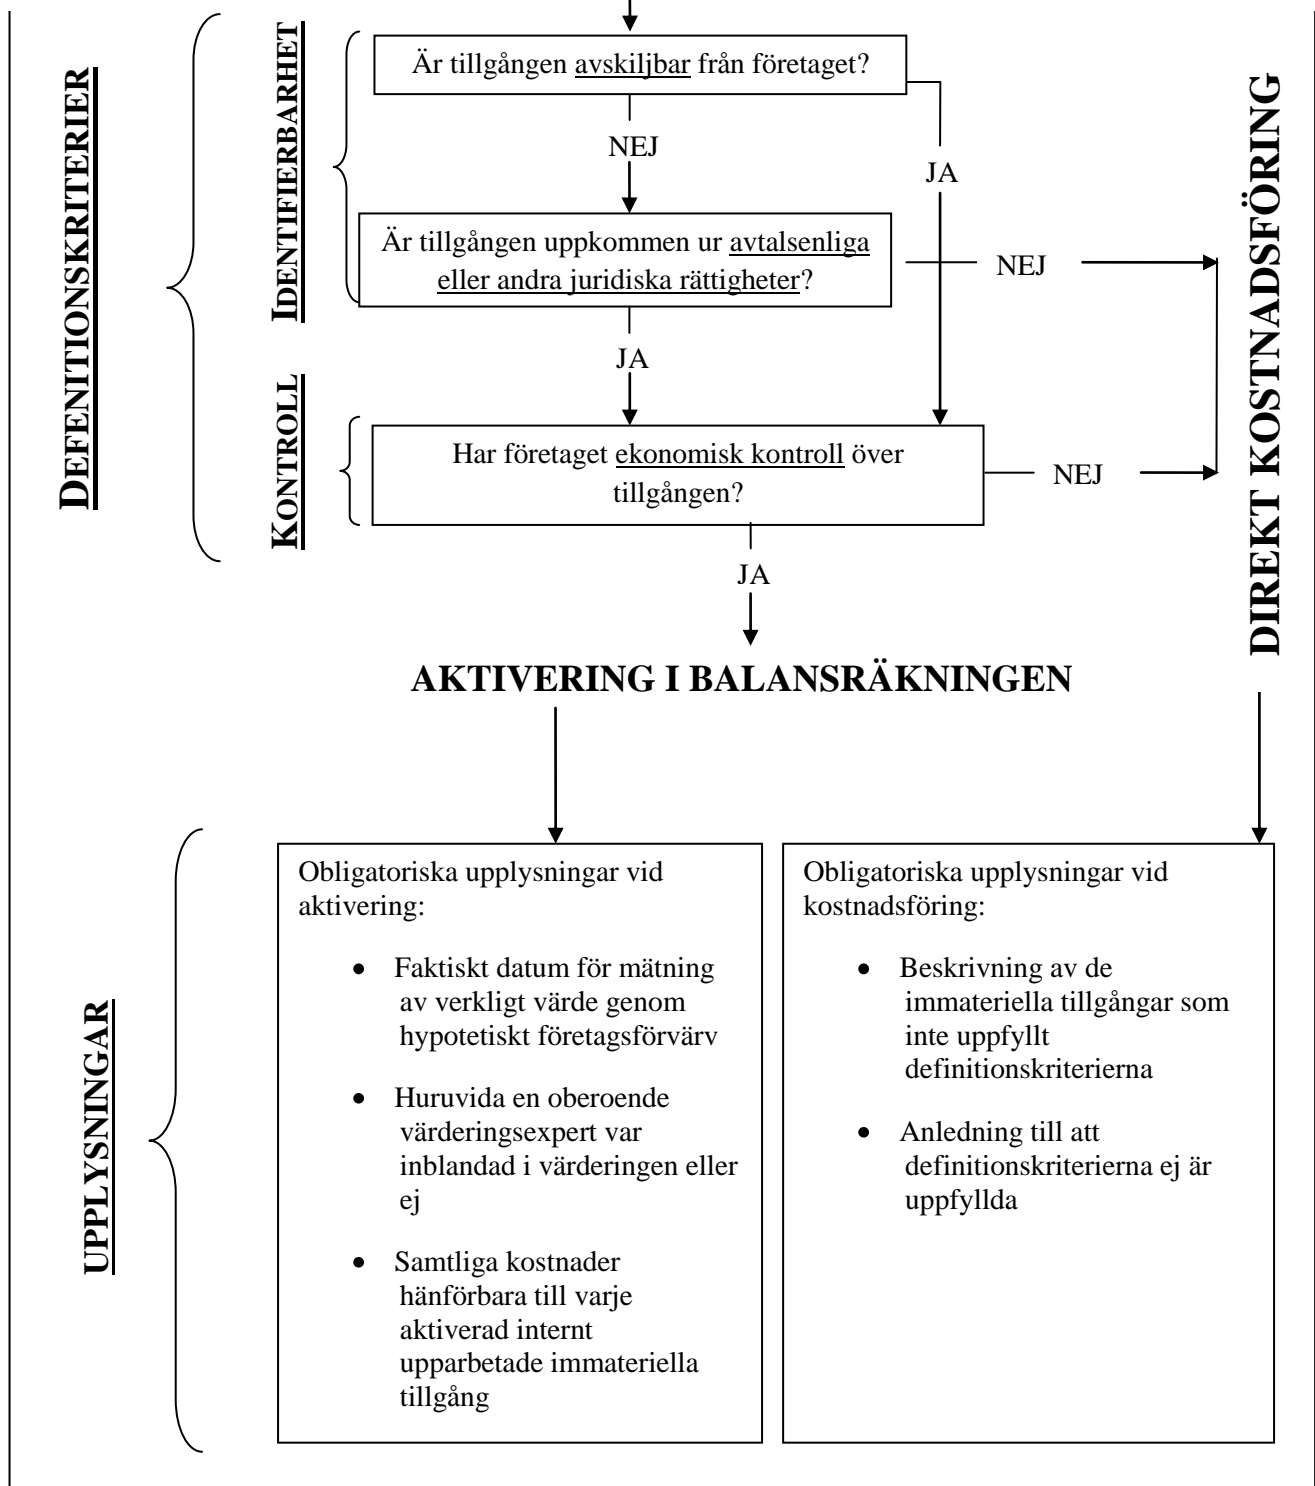 DEFENITIONSKRITERIER
IDENTIFIERBARHET
Är tillgången avskiljbar från företaget?
NEJ
JA
Är tillgången uppkommen ur avtalsenliga
eller andra juridiska rättigheter?
NEJ
JA
KONTROLL
Har företaget ekonomisk kontroll över
tillgången?
NEJ
JA
DIREKT KOSTNADSFÖRING
AKTIVERING I BALANSRÄKNINGEN
UPPLYSNINGAR
Obligatoriska upplysningar vid
aktivering:
• Faktiskt datum för mätning
av verkligt värde genom
hypotetiskt företagsförvärv
• Huruvida en oberoende
värderingsexpert var
inblandad i värderingen eller
ej
• Samtliga kostnader
hänförbara till varje
aktiverad internt
upparbetade immateriella
tillgång
Obligatoriska upplysningar vid
kostnadsföring:
• Beskrivning av de
immateriella tillgångar som
inte uppfyllt
definitionskriterierna
• Anledning till att
definitionskriterierna ej är
uppfyllda